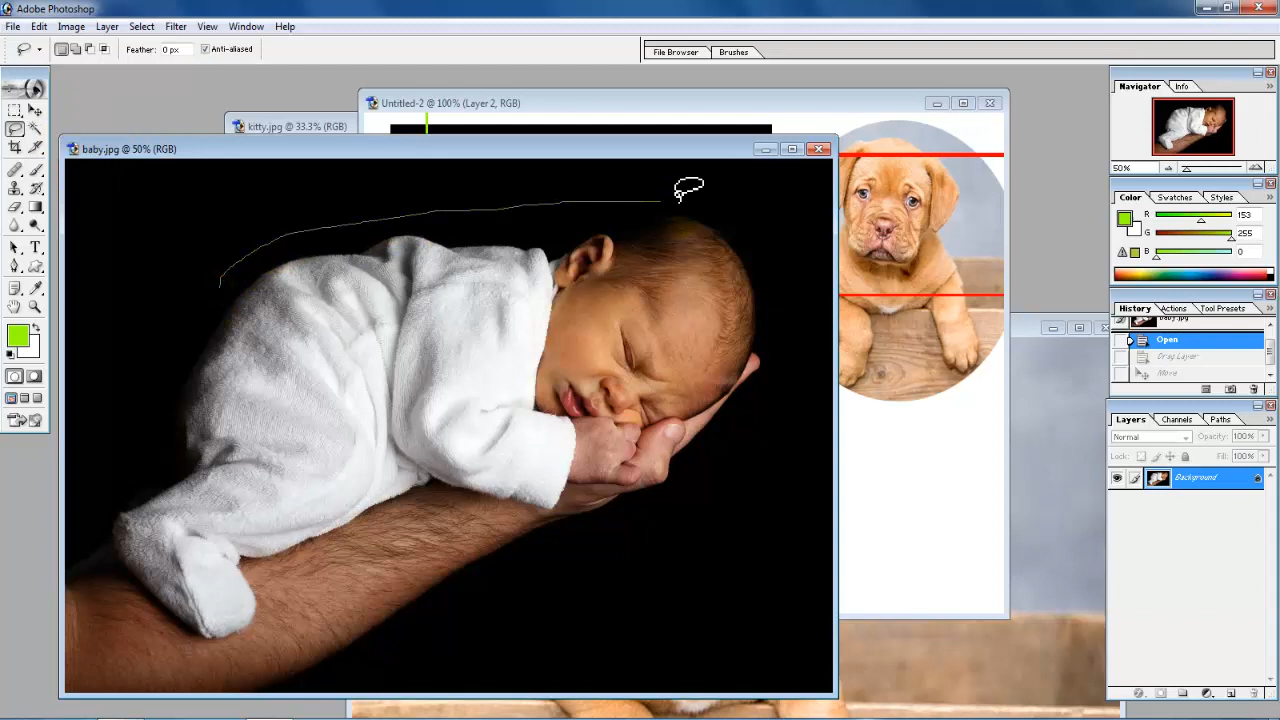 Adobe Photoshop
File Edit Image Layer Select Filter View Window Help
Feather: 0 px Anti-aliased File Browser Brushes
Untitled-2 @ 100% (Layer 2, RGB)
kitty.jpg @ 33.3% (RGB)
baby.jpg @ 50% (RGB)
Navigator Info
50%
Color Swatches Styles
R 153
G 255
B 0
History Actions Tool Presets
baby.jpg
Open
Drag Layer
Move
Layers Channels Paths
Normal Opacity: 100%
Lock: Fill: 100%
Background
T